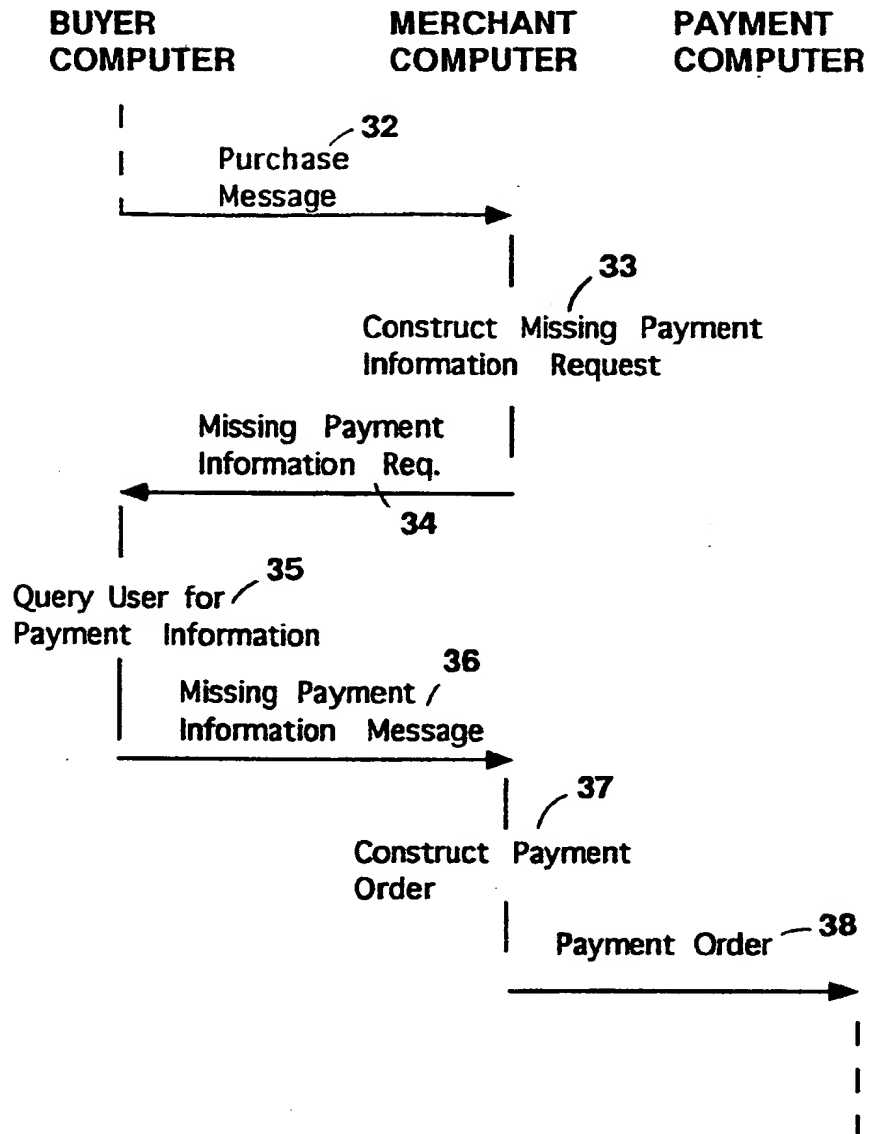 BUYER COMPUTER
MERCHANT COMPUTER
PAYMENT COMPUTER
32
Purchase
Message
33
Construct Missing Payment
Information Request
Missing Payment
Information Req.
34
35
Query User for
Payment Information
36
Missing Payment
Information Message
37
Construct Payment
Order
Payment Order
38